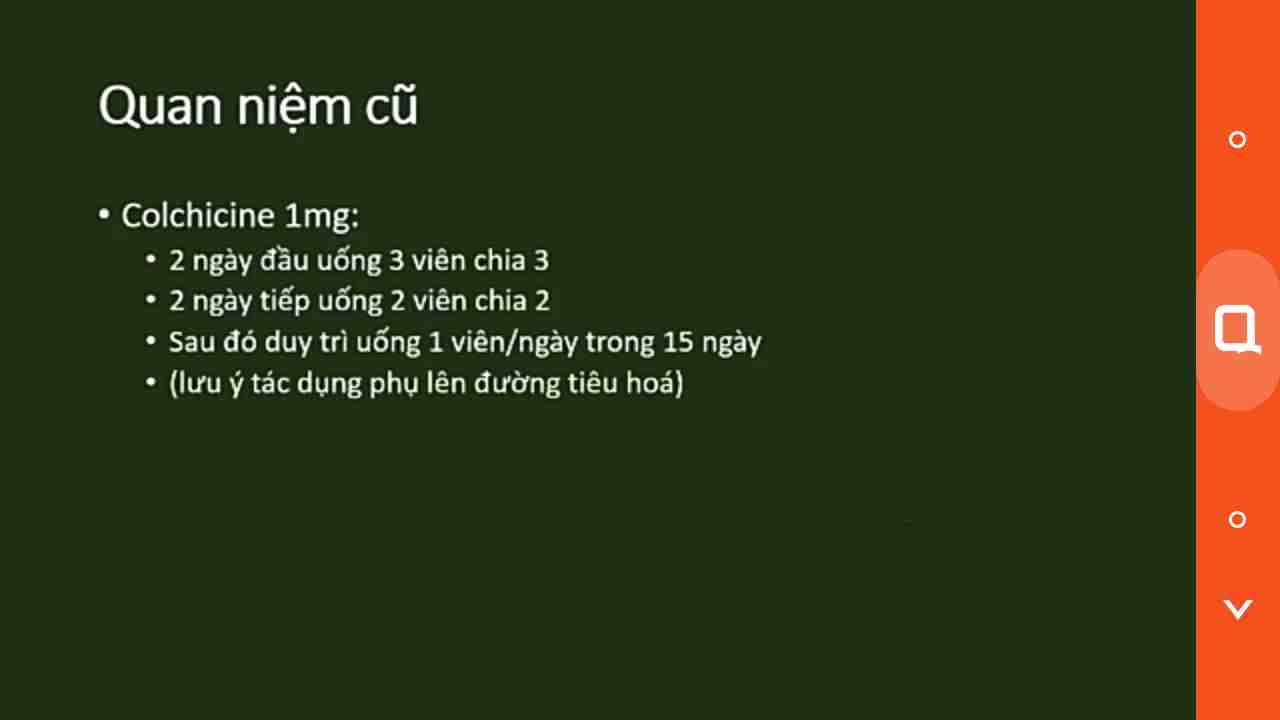 Quan niệm cũ
• Colchicine 1mg:
• 2 ngày đầu uống 3 viên chia 3
• 2 ngày tiếp uống 2 viên chia 2
• Sau đó duy trì uống 1 viên/ngày trong 15 ngày
• (lưu ý tác dụng phụ lên đường tiêu hoá)